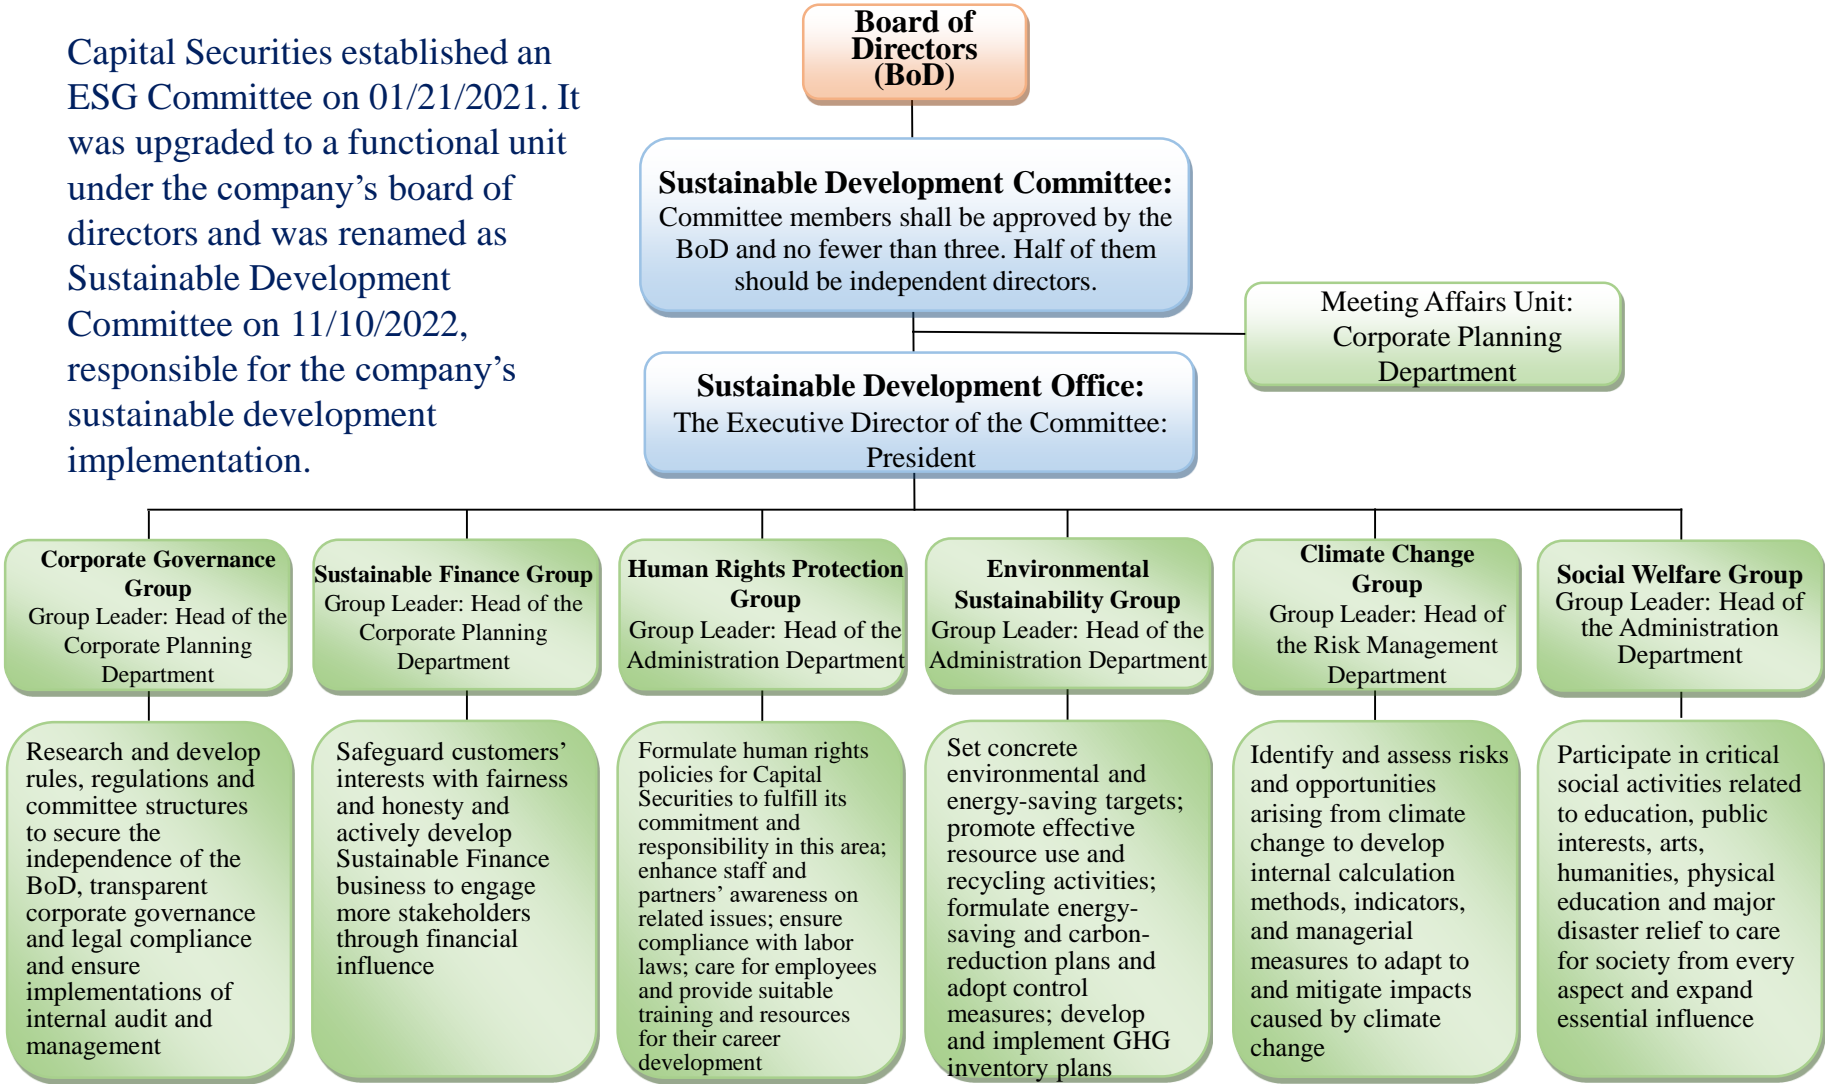 Capital Securities established an
ESG Committee on 01/21/2021. It
was upgraded to a functional unit
under the company’s board of
directors and was renamed as
Sustainable Development
Committee on 11/10/2022,
responsible for the company’s
sustainable development
implementation.
Board of
Directors
(BoD)
Sustainable Development Committee:
Committee members shall be approved by the
BoD and no fewer than three. Half of them
should be independent directors.
Meeting Affairs Unit:
Corporate Planning
Department
Sustainable Development Office:
The Executive Director of the Committee:
President
Corporate Governance
Group
Group Leader: Head of the
Corporate Planning
Department
Sustainable Finance Group
Group Leader: Head of the
Corporate Planning
Department
Human Rights Protection
Group
Group Leader: Head of the
Administration Department
Environmental
Sustainability Group
Group Leader: Head of the
Administration Department
Climate Change
Group
Group Leader: Head of
the Risk Management
Department
Social Welfare Group
Group Leader: Head of
the Administration
Department
Research and develop
rules, regulations and
committee structures
to secure the
independence of the
BoD, transparent
corporate governance
and legal compliance
and ensure
implementations of
internal audit and
management
Safeguard customers’
interests with fairness
and honesty and
actively develop
Sustainable Finance
business to engage
more stakeholders
through financial
influence
Formulate human rights
policies for Capital
Securities to fulfill its
commitment and
responsibility in this area;
enhance staff and
partners’ awareness on
related issues; ensure
compliance with labor
laws; care for employees
and provide suitable
training and resources
for their career
development
Set concrete
environmental and
energy-saving targets;
promote effective
resource use and
recycling activities;
formulate energy-
saving and carbon-
reduction plans and
adopt control
measures; develop
and implement GHG
inventory plans
Identify and assess risks
and opportunities
arising from climate
change to develop
internal calculation
methods, indicators,
and managerial
measures to adapt to
and mitigate impacts
caused by climate
change
Participate in critical
social activities related
to education, public
interests, arts,
humanities, physical
education and major
disaster relief to care
for society from every
aspect and expand
essential influence